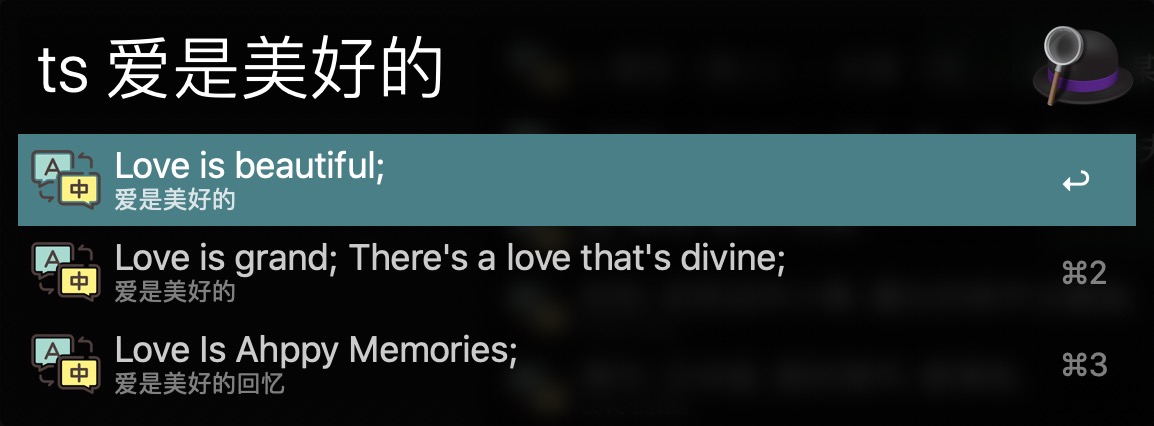 ts 爱是美好的
Love is beautiful;
爱是美好的
Love is grand; There's a love that's divine;
爱是美好的
⌘2
Love Is Ahppy Memories;
爱是美好的回忆
⌘3